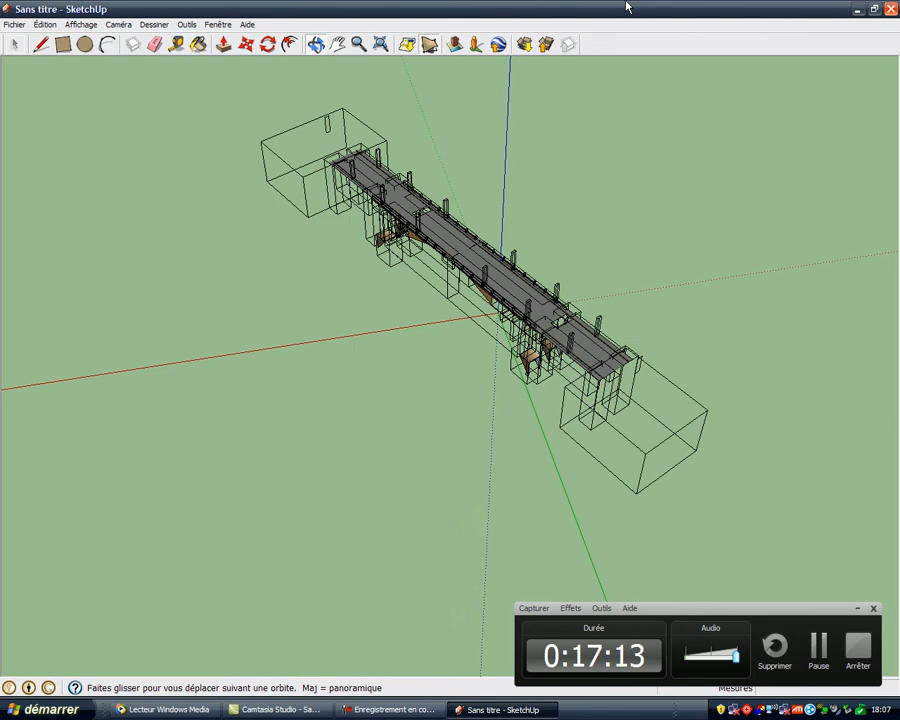 Sans titre - SketchUp
Fichier Édition Affichage Caméra Dessiner Outils Fenêtre Aide
Capturer Effets Outils Aide
Durée
Audio
0:17:13
Supprimer Pause Arrêter
Faites glisser pour vous déplacer suivant une orbite. Maj = panoramique
Mesures
démarrer
Lecteur Windows Media
Camtasia Studio - Sa...
Enregistrement en co...
Sans titre - SketchUp
18:07